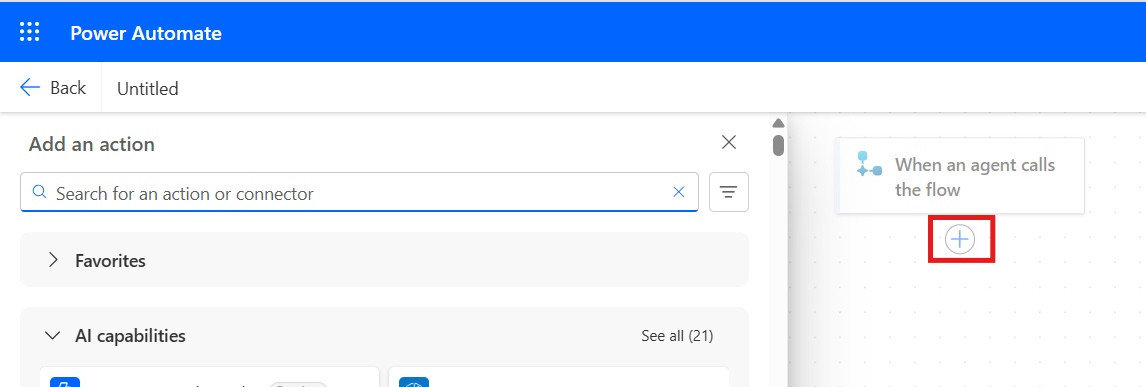 Power Automate
Back
Untitled
Add an action
Search for an action or connector
Favorites
AI capabilities
See all (21)
When an agent calls
the flow